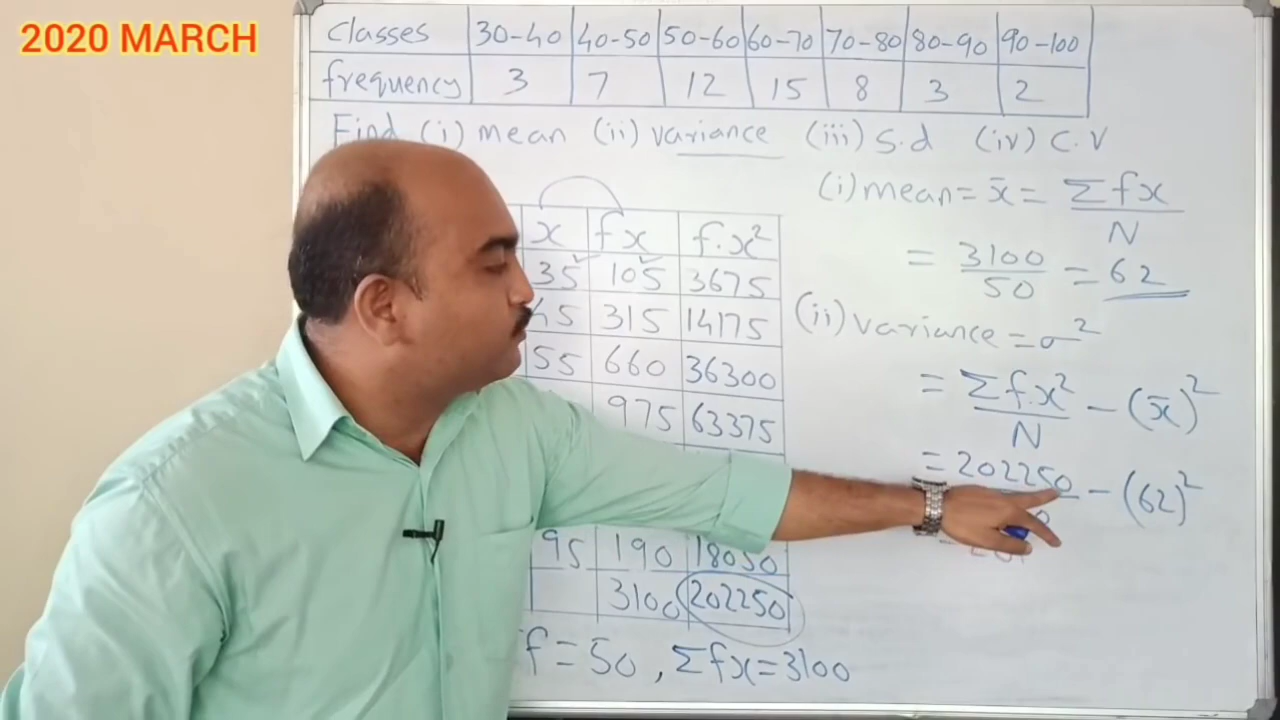 2020 MARCH
classes 30-40 40-50 50-60 60-70 70-80 80-90 90-100
frequency 3 7 12 15 8 3 2
Find (i) mean (ii) variance (iii) s.d (iv) C.V
(i) mean = x̄ = Σfx
N
= 3100 = 62
50
(ii) variance = σ²
= Σf.x² - (x̄)²
N
= 202250 - (62)²
x fx f.x²
35 105 3675
45 315 14175
55 660 36300
975 63375
95 190 18050
3100 202250
f = 50, Σfx = 3100